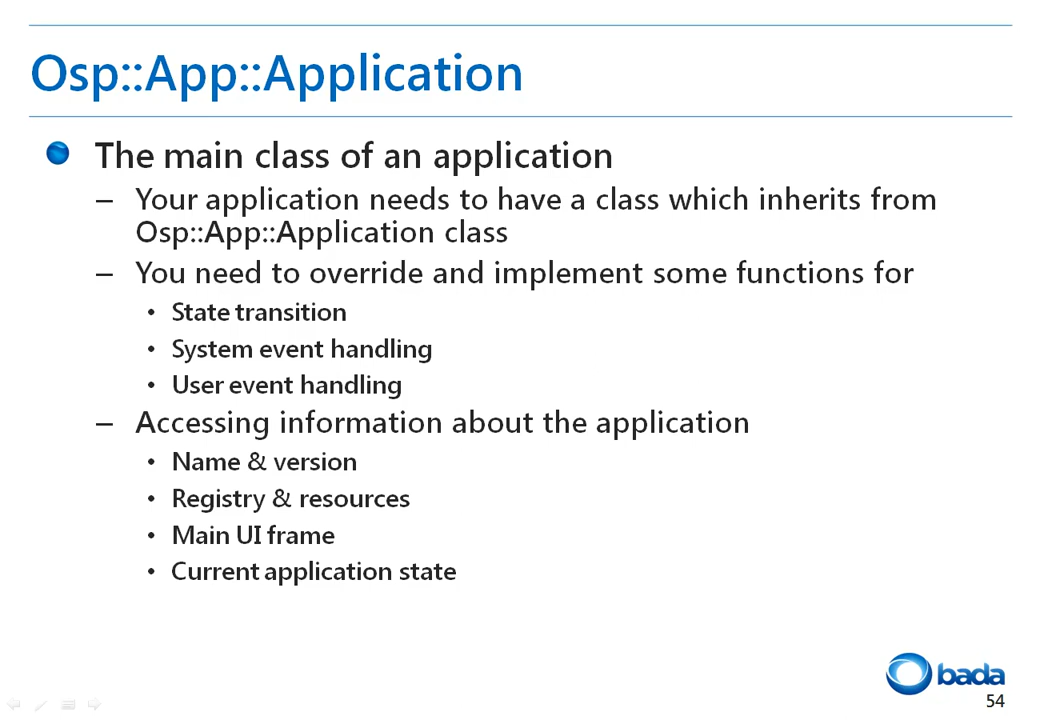 Osp::App::Application
The main class of an application
– Your application needs to have a class which inherits from
Osp::App::Application class
– You need to override and implement some functions for
• State transition
• System event handling
• User event handling
– Accessing information about the application
• Name & version
• Registry & resources
• Main UI frame
• Current application state
bada
54